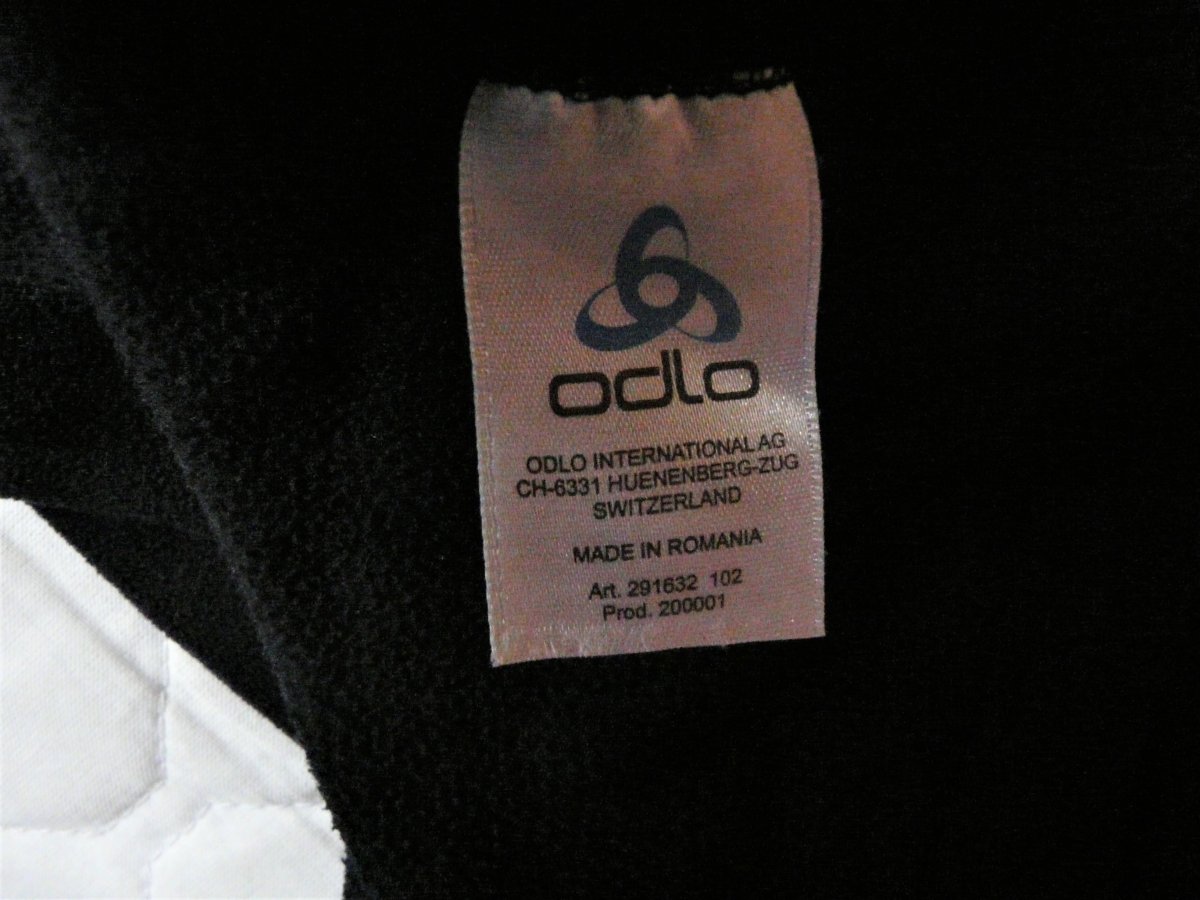 odlo
ODLO INTERNATIONAL AG
CH-6331 HUENENBERG-ZUG
SWITZERLAND
MADE IN ROMANIA
Art. 291632 102
Prod. 200001